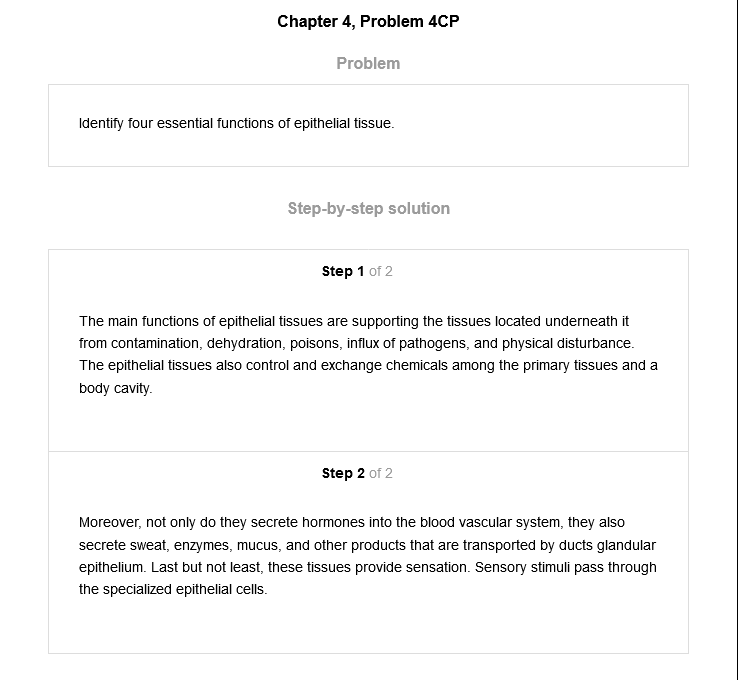 Chapter 4, Problem 4CP
Problem
Identify four essential functions of epithelial tissue.
Step-by-step solution
Step 1 of 2
The main functions of epithelial tissues are supporting the tissues located underneath it
from contamination, dehydration, poisons, influx of pathogens, and physical disturbance.
The epithelial tissues also control and exchange chemicals among the primary tissues and a
body cavity.
Step 2 of 2
Moreover, not only do they secrete hormones into the blood vascular system, they also
secrete sweat, enzymes, mucus, and other products that are transported by ducts glandular
epithelium. Last but not least, these tissues provide sensation. Sensory stimuli pass through
the specialized epithelial cells.